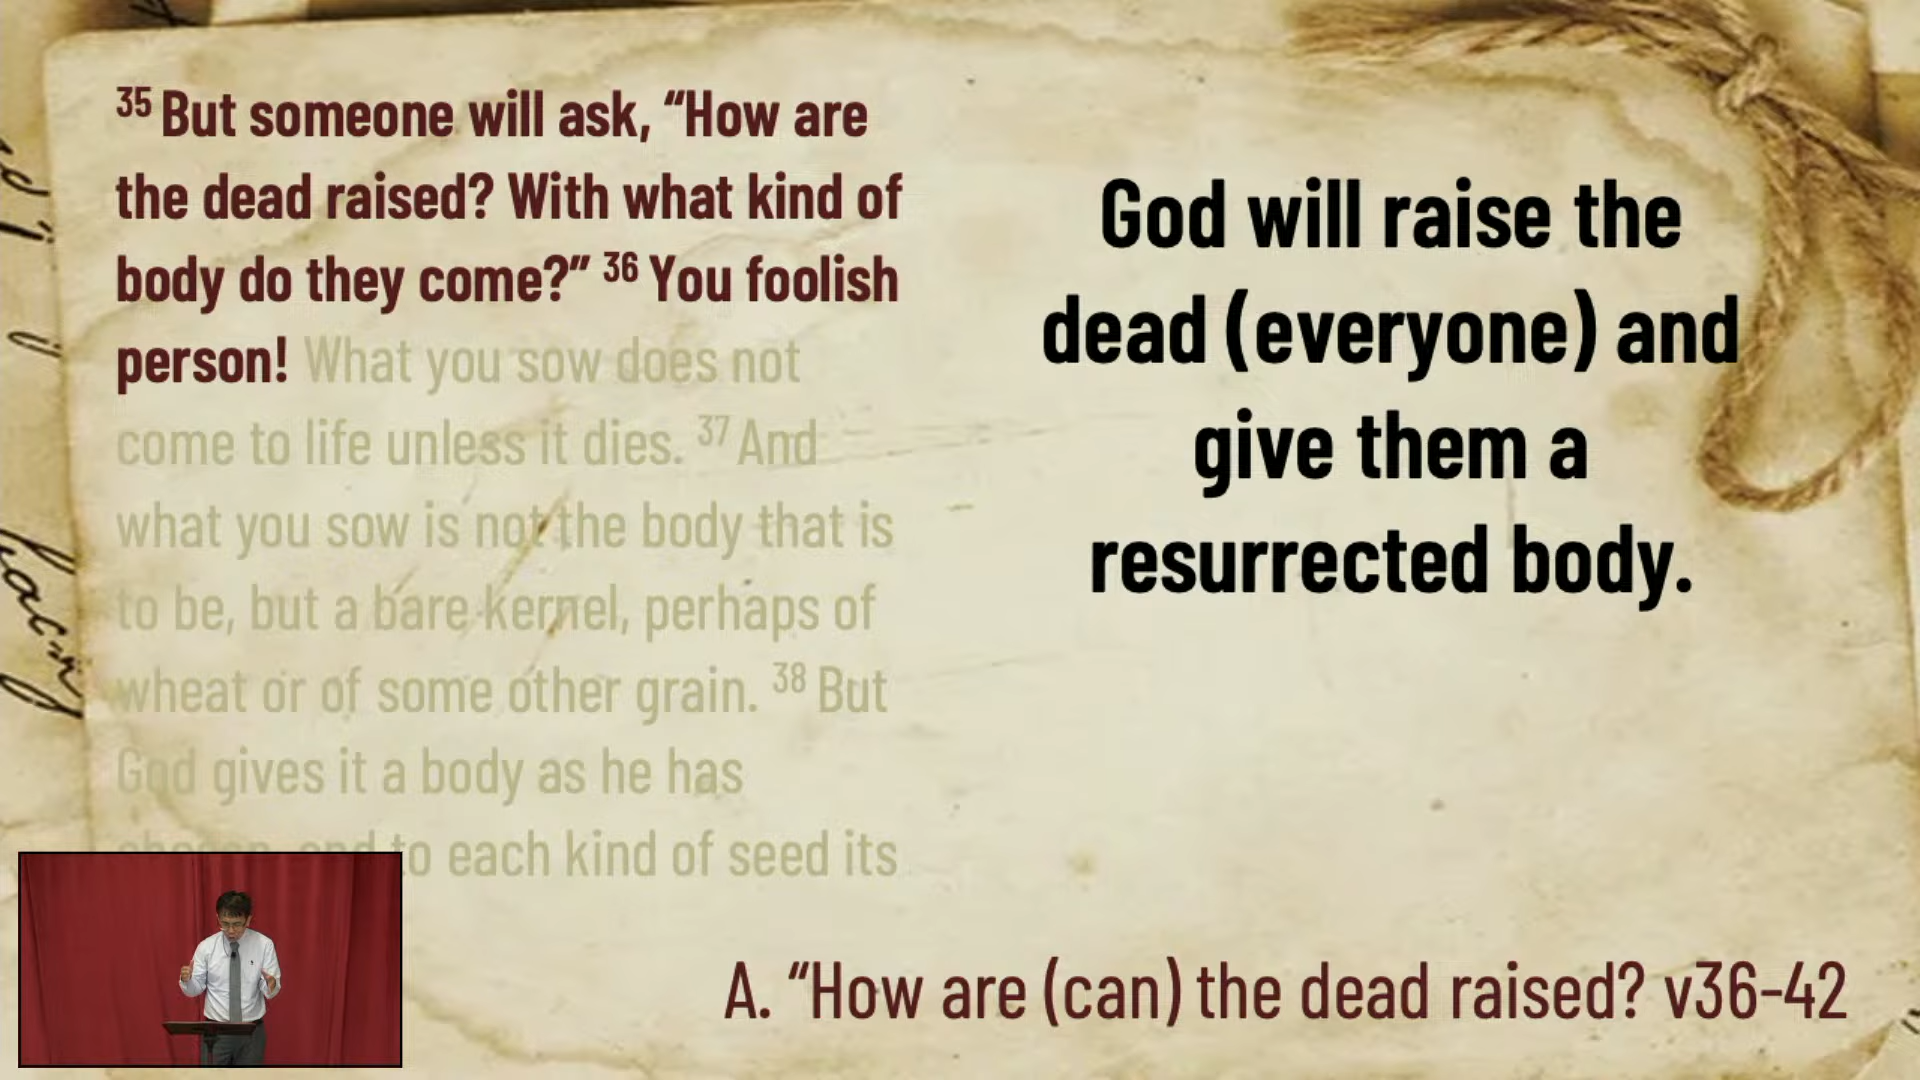 35 But someone will ask, “How are
the dead raised? With what kind of
body do they come?” 36 You foolish
person! What you sow does not
come to life unless it dies. 37 And
what you sow is not the body that is
to be, but a bare kernel, perhaps of
wheat or of some other grain. 38 But
God gives it a body as he has
chosen, and to each kind of seed its
God will raise the
dead (everyone) and
give them a
resurrected body.
A. “How are (can) the dead raised? v36-42